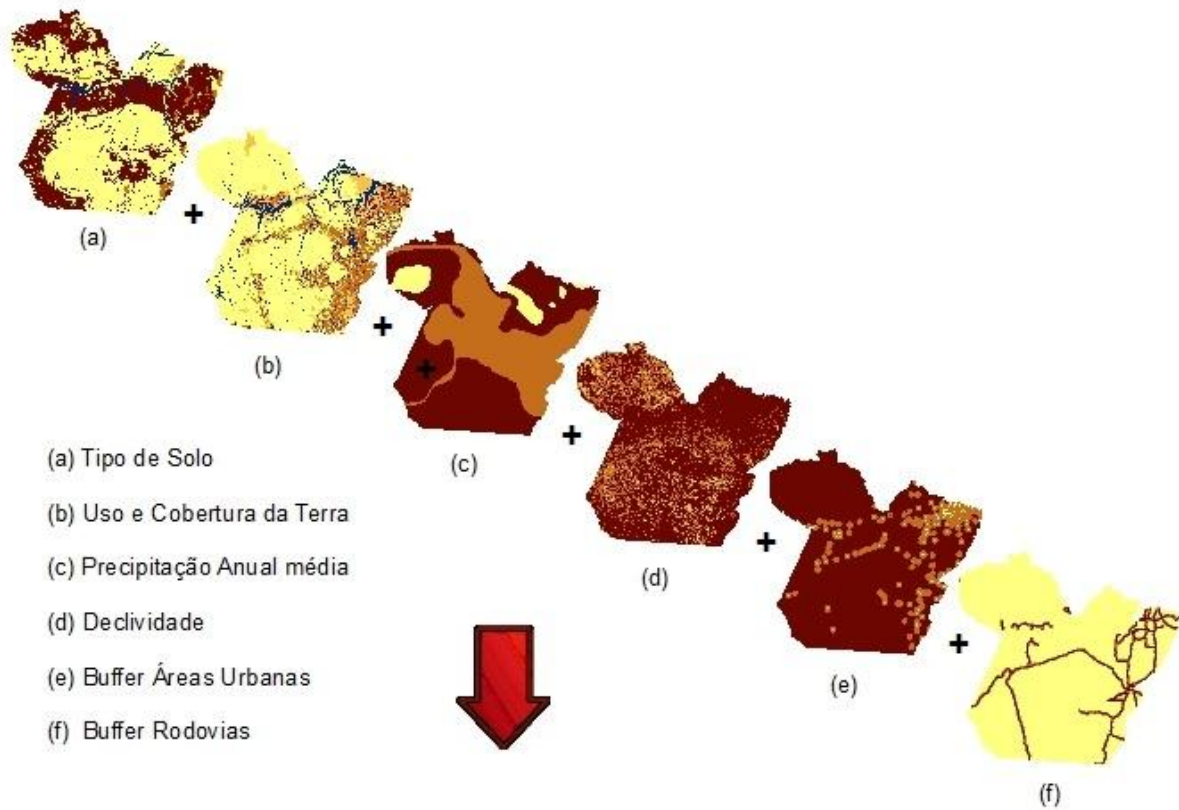 (a)
+
(b)
+
+
(c)
+
(d)
+
(e)
+
(f)
(a) Tipo de Solo
(b) Uso e Cobertura da Terra
(c) Precipitação Anual média
(d) Declividade
(e) Buffer Áreas Urbanas
(f) Buffer Rodovias